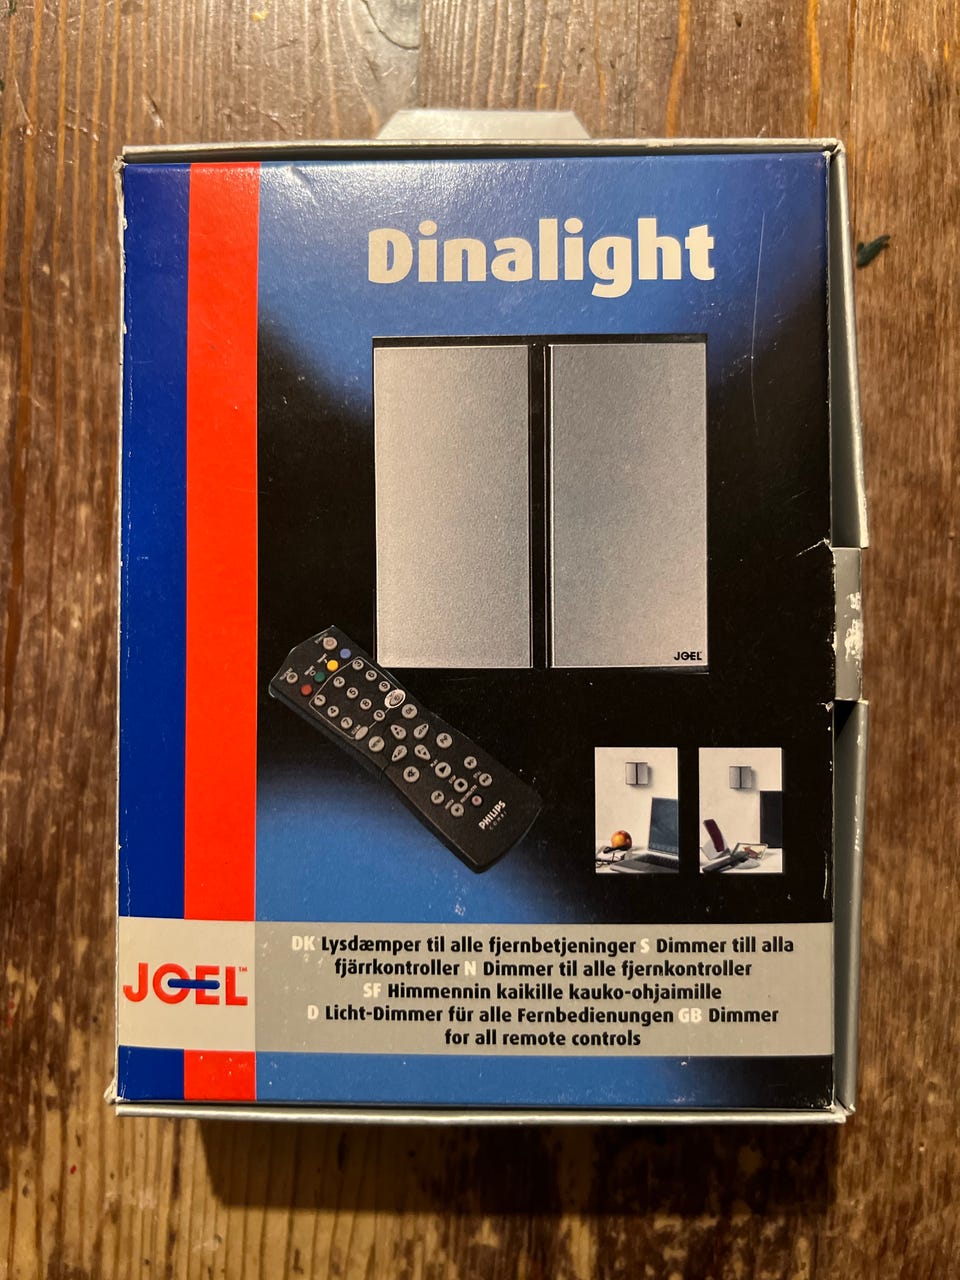 Dinalight
JOEL
PHILIPS
DK Lysdæmper til alle fjernbetjeninger S Dimmer till alla
fjärrkontroller N Dimmer til alle fjernkontroller
SF Himmennin kaikille kauko-ohjaimille
D Licht-Dimmer für alle Fernbedienungen GB Dimmer
for all remote controls
JOEL™